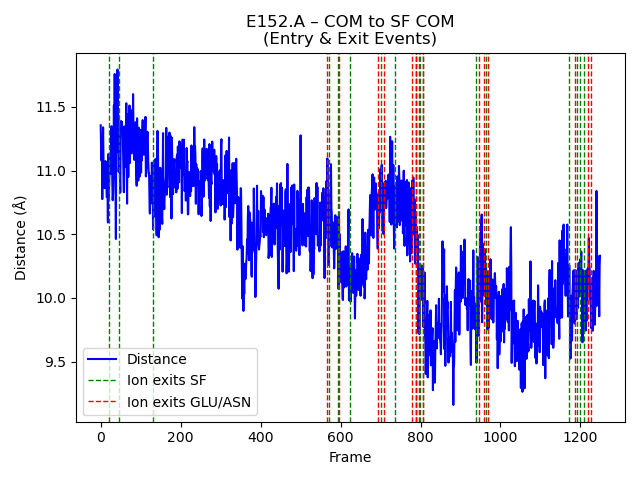 E152.A – COM to SF COM
(Entry & Exit Events)
Distance (Å)
11.5
11.0
10.5
10.0
9.5
Distance
Ion exits SF
Ion exits GLU/ASN
0 200 400 600 800 1000 1200
Frame